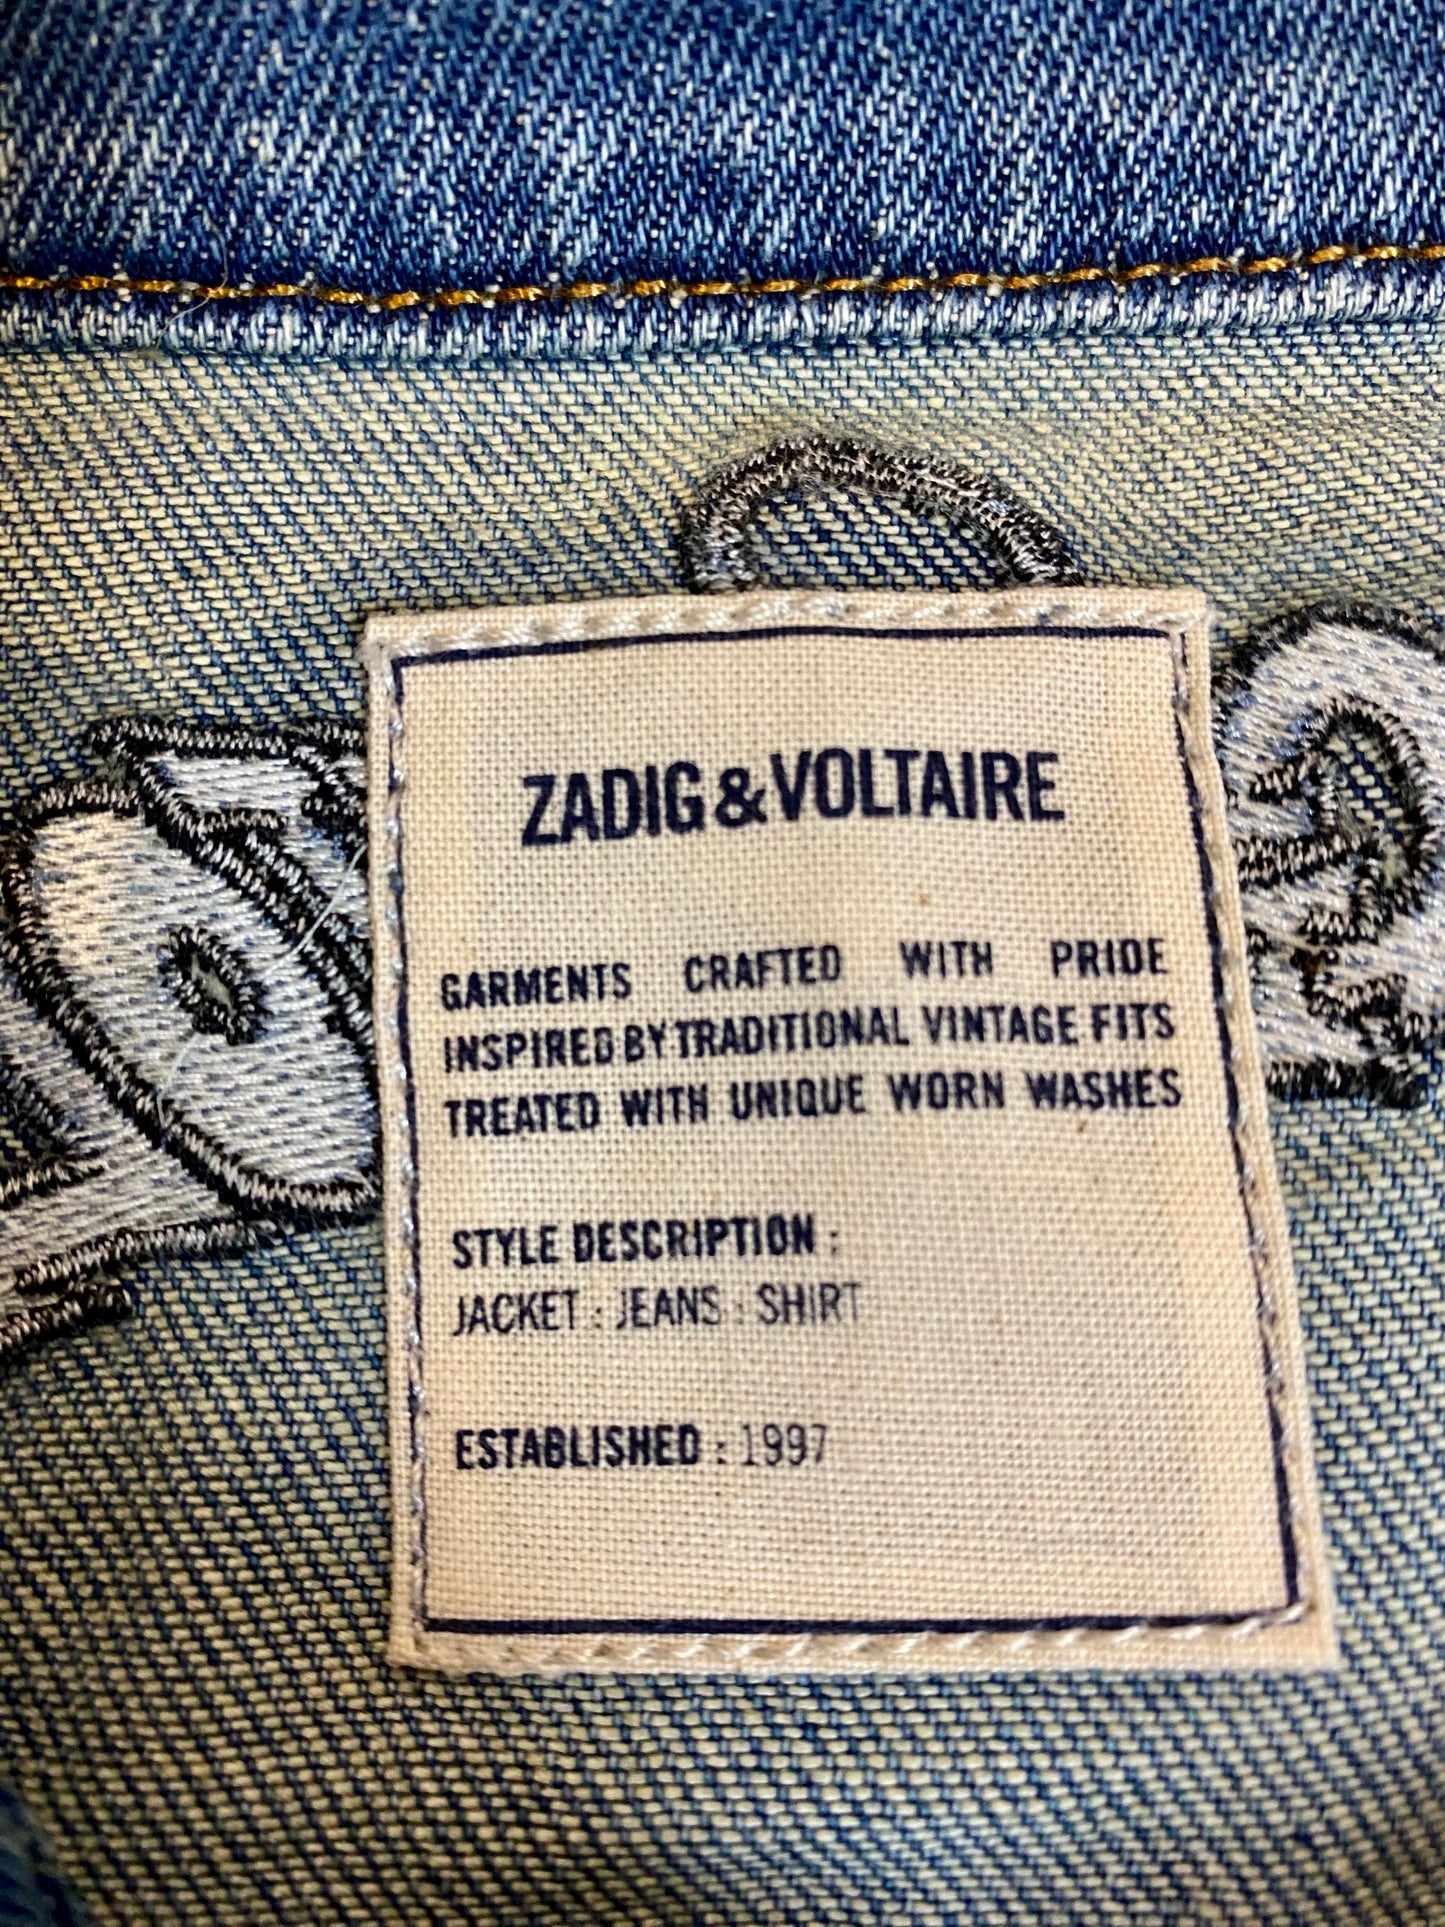 ZADIG&VOLTAIRE
GARMENTS CRAFTED WITH PRIDE
INSPIRED BY TRADITIONAL VINTAGE FITS
TREATED WITH UNIQUE WORN WASHES
STYLE DESCRIPTION :
JACKET : JEANS : SHIRT
ESTABLISHED : 1997